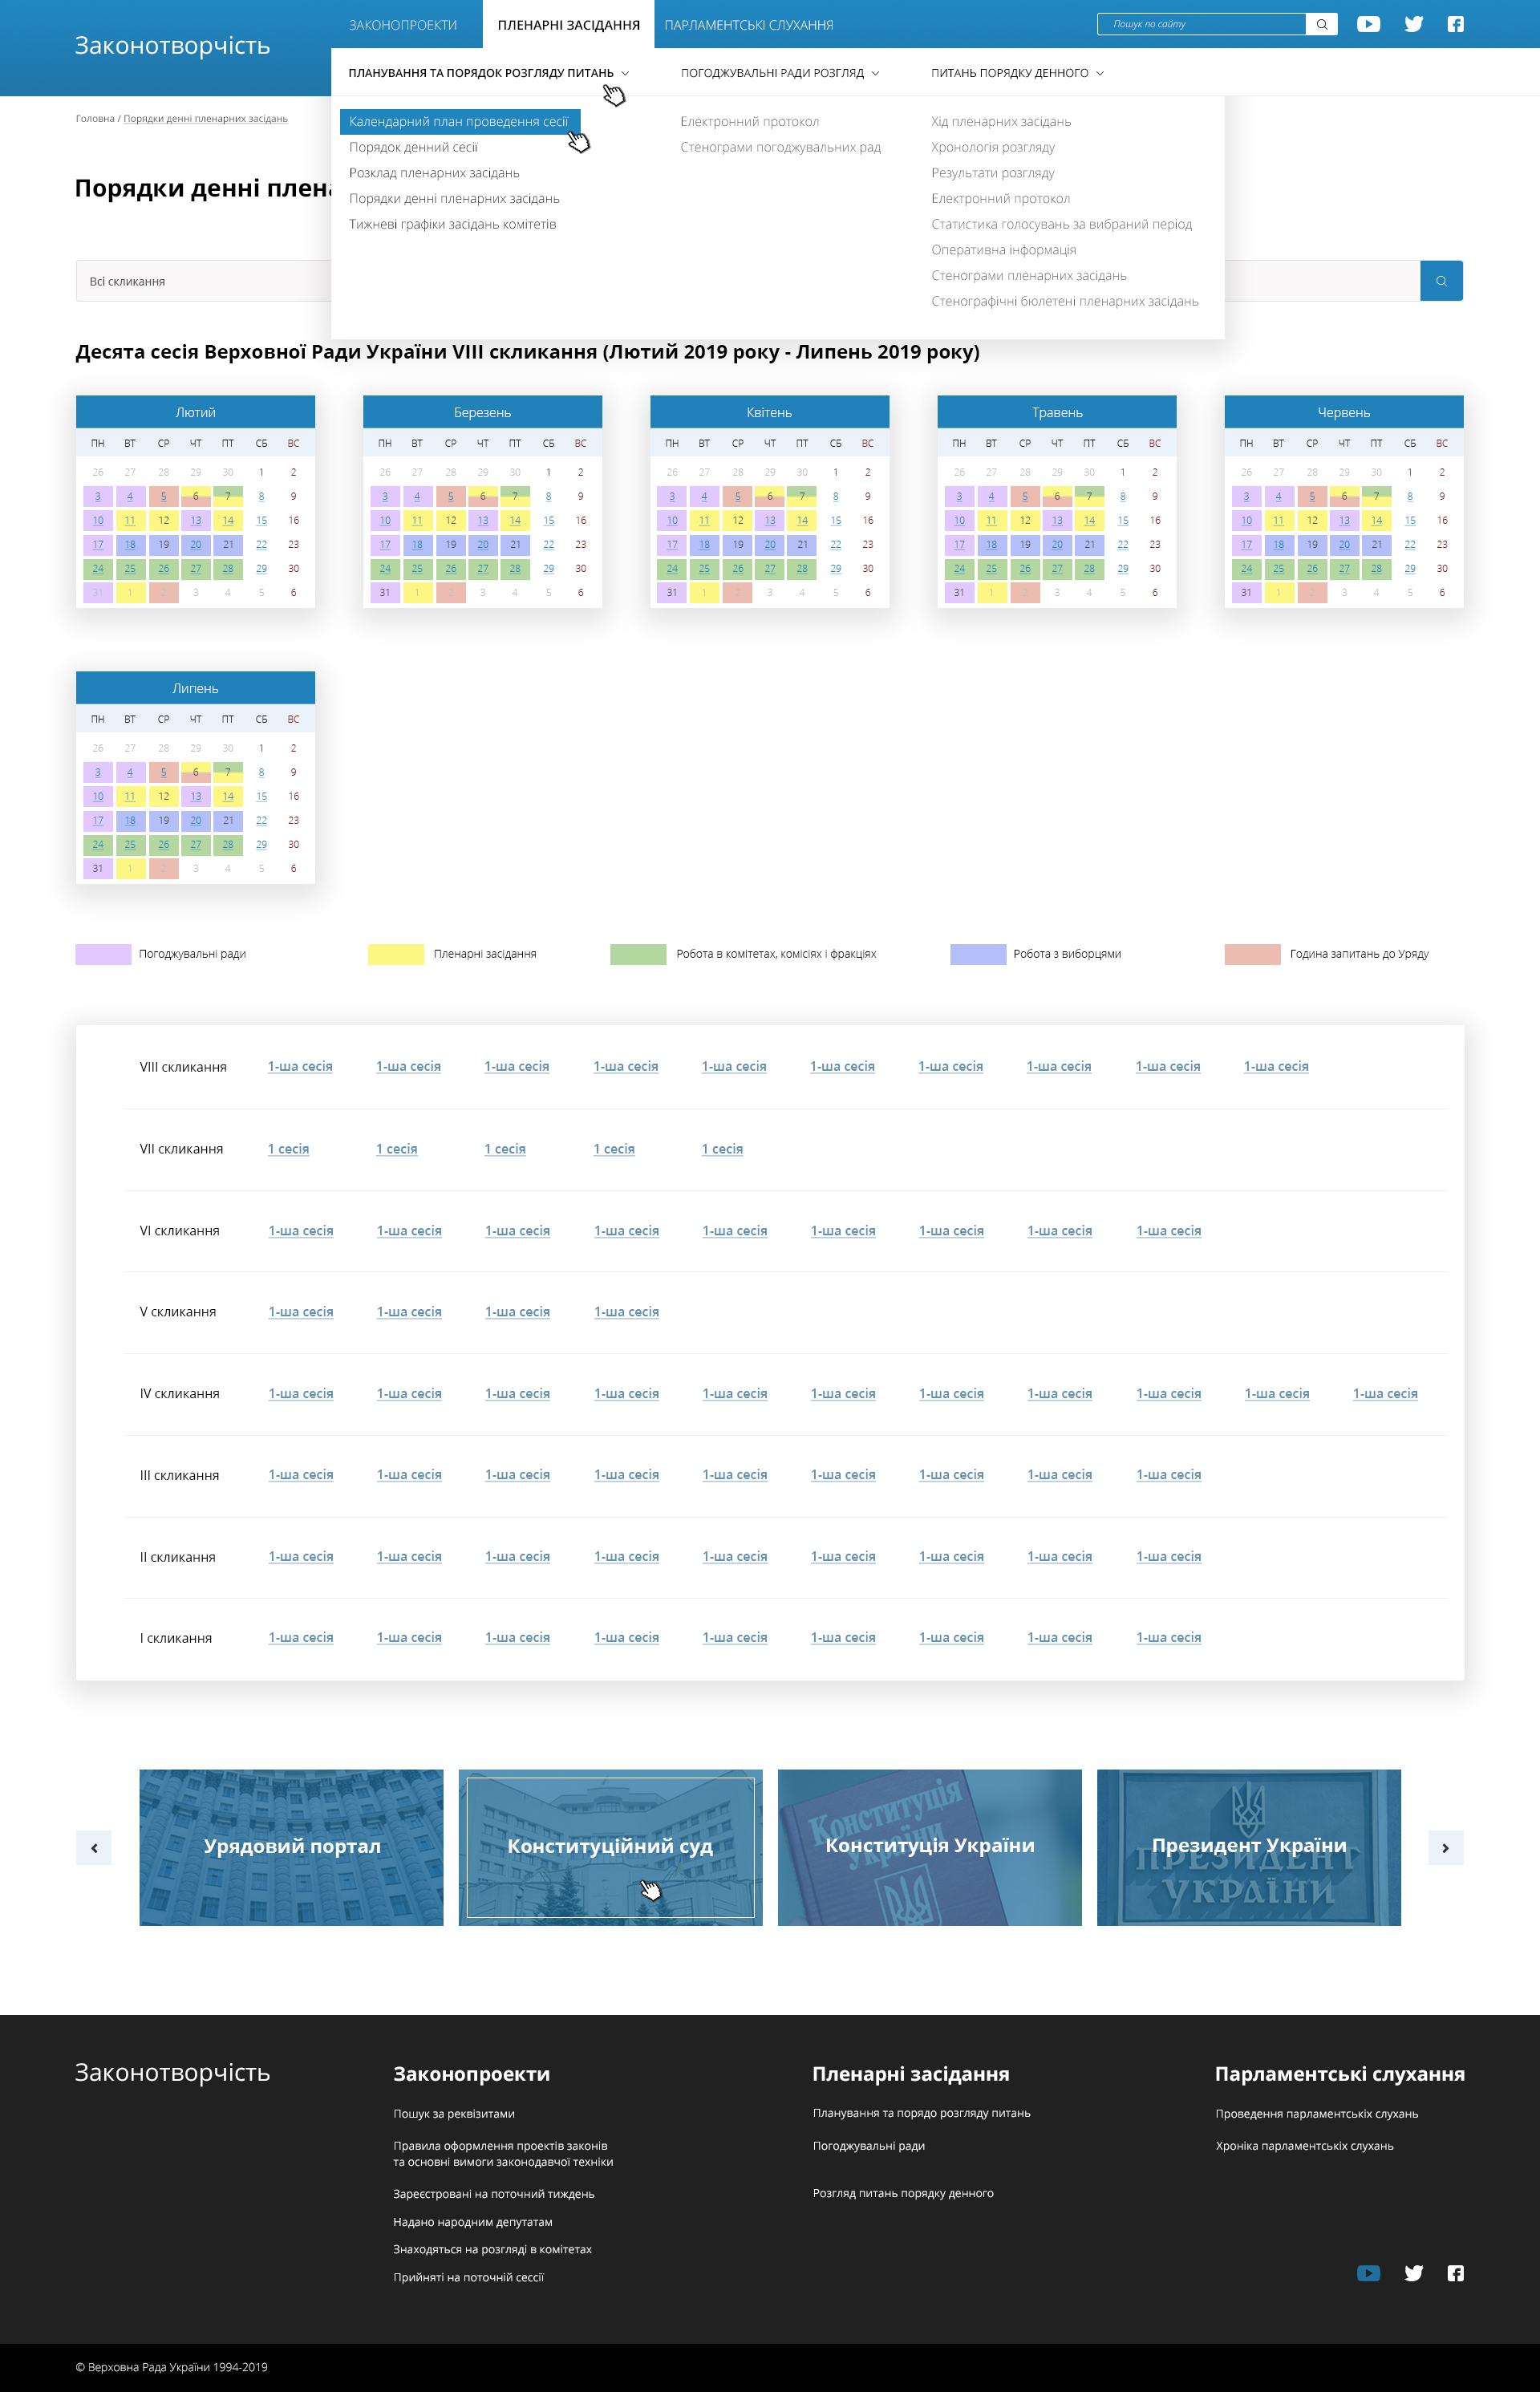 Законотворчість
ЗАКОНОПРОЕКТИ ПЛЕНАРНІ ЗАСІДАННЯ ПАРЛАМЕНТСЬКІ СЛУХАННЯ
Пошук по сайту
ПЛАНУВАННЯ ТА ПОРЯДОК РОЗГЛЯДУ ПИТАНЬ ПОГОДЖУВАЛЬНІ РАДИ РОЗГЛЯД ПИТАНЬ ПОРЯДКУ ДЕННОГО
Календарний план проведення сесії
Порядок денний сесії
Розклад пленарних засідань
Порядки денні пленарних засідань
Тижневі графіки засідань комітетів
Електронний протокол
Стенограми погоджувальних рад
Хід пленарних засідань
Хронологія розгляду
Результати розгляду
Електронний протокол
Статистика голосувань за вибраний період
Оперативна інформація
Стенограми пленарних засідань
Стенографічні бюлетені пленарних засідань
Головна / Порядки денні пленарних засідань
Порядки денні плена
Всі скликання
Десята сесія Верховної Ради України VIII скликання (Лютий 2019 року - Липень 2019 року)
Лютий
ПН ВТ СР ЧТ ПТ СБ ВС
26 27 28 29 30 1 2
3 4 5 6 7 8 9
10 11 12 13 14 15 16
17 18 19 20 21 22 23
24 25 26 27 28 29 30
31 1 2 3 4 5 6
Березень
ПН ВТ СР ЧТ ПТ СБ ВС
26 27 28 29 30 1 2
3 4 5 6 7 8 9
10 11 12 13 14 15 16
17 18 19 20 21 22 23
24 25 26 27 28 29 30
31 1 2 3 4 5 6
Квітень
ПН ВТ СР ЧТ ПТ СБ ВС
26 27 28 29 30 1 2
3 4 5 6 7 8 9
10 11 12 13 14 15 16
17 18 19 20 21 22 23
24 25 26 27 28 29 30
31 1 2 3 4 5 6
Травень
ПН ВТ СР ЧТ ПТ СБ ВС
26 27 28 29 30 1 2
3 4 5 6 7 8 9
10 11 12 13 14 15 16
17 18 19 20 21 22 23
24 25 26 27 28 29 30
31 1 2 3 4 5 6
Червень
ПН ВТ СР ЧТ ПТ СБ ВС
26 27 28 29 30 1 2
3 4 5 6 7 8 9
10 11 12 13 14 15 16
17 18 19 20 21 22 23
24 25 26 27 28 29 30
31 1 2 3 4 5 6
Липень
ПН ВТ СР ЧТ ПТ СБ ВС
26 27 28 29 30 1 2
3 4 5 6 7 8 9
10 11 12 13 14 15 16
17 18 19 20 21 22 23
24 25 26 27 28 29 30
31 1 2 3 4 5 6
Погоджувальні ради Пленарні засідання Робота в комітетах, комісіях і фракціях Робота з виборцями Година запитань до Уряду
VIII скликання 1-ша сесія 1-ша сесія 1-ша сесія 1-ша сесія 1-ша сесія 1-ша сесія 1-ша сесія 1-ша сесія 1-ша сесія 1-ша сесія
VII скликання 1 сесія 1 сесія 1 сесія 1 сесія 1 сесія
VI скликання 1-ша сесія 1-ша сесія 1-ша сесія 1-ша сесія 1-ша сесія 1-ша сесія 1-ша сесія 1-ша сесія 1-ша сесія
V скликання 1-ша сесія 1-ша сесія 1-ша сесія 1-ша сесія
IV скликання 1-ша сесія 1-ша сесія 1-ша сесія 1-ша сесія 1-ша сесія 1-ша сесія 1-ша сесія 1-ша сесія 1-ша сесія 1-ша сесія 1-ша сесія
III скликання 1-ша сесія 1-ша сесія 1-ша сесія 1-ша сесія 1-ша сесія 1-ша сесія 1-ша сесія 1-ша сесія 1-ша сесія
II скликання 1-ша сесія 1-ша сесія 1-ша сесія 1-ша сесія 1-ша сесія 1-ша сесія 1-ша сесія 1-ша сесія 1-ша сесія
I скликання 1-ша сесія 1-ша сесія 1-ша сесія 1-ша сесія 1-ша сесія 1-ша сесія 1-ша сесія 1-ша сесія 1-ша сесія
Урядовий портал
Конституційний суд
Конституція
України
Конституція України
Президент України
ПРЕЗИДЕНТ
УКРАЇНИ
Законотворчість
Законопроекти
Пошук за реквізитами
Правила оформлення проектів законів
та основні вимоги законодавчої техніки
Зареєстровані на поточний тиждень
Надано народним депутатам
Знаходяться на розгляді в комітетах
Прийняті на поточній сессії
Пленарні засідання
Планування та порядо розгляду питань
Погоджувальні ради
Розгляд питань порядку денного
Парламентські слухання
Проведення парламентськіх слухань
Хроніка парламентськіх слухань
© Верховна Рада України 1994-2019